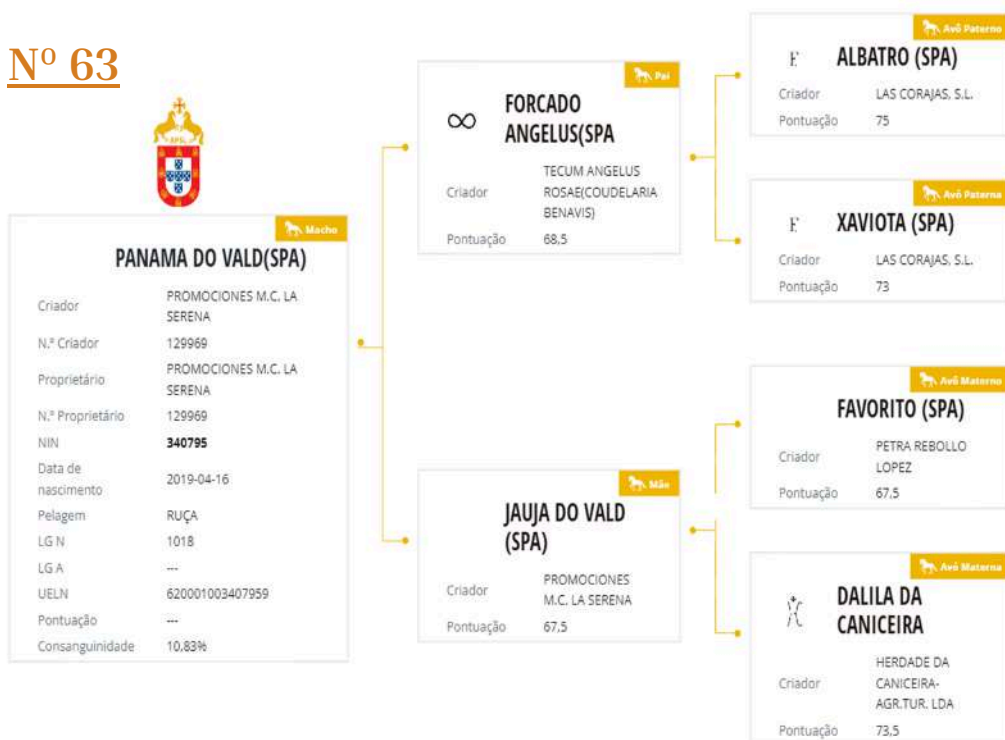 Nº 63
Macho
PANAMA DO VALD(SPA)
Criador PROMOCIONES M.C. LA
SERENA
N.º Criador 129969
Proprietário PROMOCIONES M.C. LA
SERENA
N.º Proprietário 129969
NIN 340795
Data de
nascimento 2019-04-16
Pelagem RUÇA
LG N 1018
LG A ---
UELN 620001003407959
Pontuação ---
Consanguinidade 10,83%
Pai
FORCADO
ANGELUS(SPA
Criador TECUM ANGELUS
ROSAE(COUDELARIA
BENAVIS)
Pontuação 68,5
Mãe
JAUJA DO VALD
(SPA)
Criador PROMOCIONES
M.C. LA SERENA
Pontuação 67,5
Avô Paterno
ALBATRO (SPA)
Criador LAS CORAJAS, S.L.
Pontuação 75
Avó Paterna
XAVIOTA (SPA)
Criador LAS CORAJAS, S.L.
Pontuação 73
Avô Materno
FAVORITO (SPA)
Criador PETRA REBOLLO
LOPEZ
Pontuação 67,5
Avó Materna
DALILA DA
CANICEIRA
Criador HERDADE DA
CANICEIRA-
AGR.TUR. LDA
Pontuação 73,5